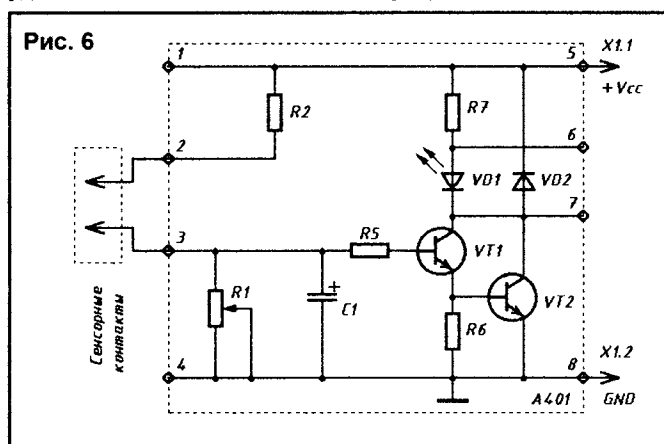 Рис. 6
1
5
X1.1
+Vcc
R2
R7
2
6
VD1
VD2
7
3
R5
VT1
R1
+
C1
R6
VT2
Сенсорные
контакты
4
8
X1.2
A401
GND